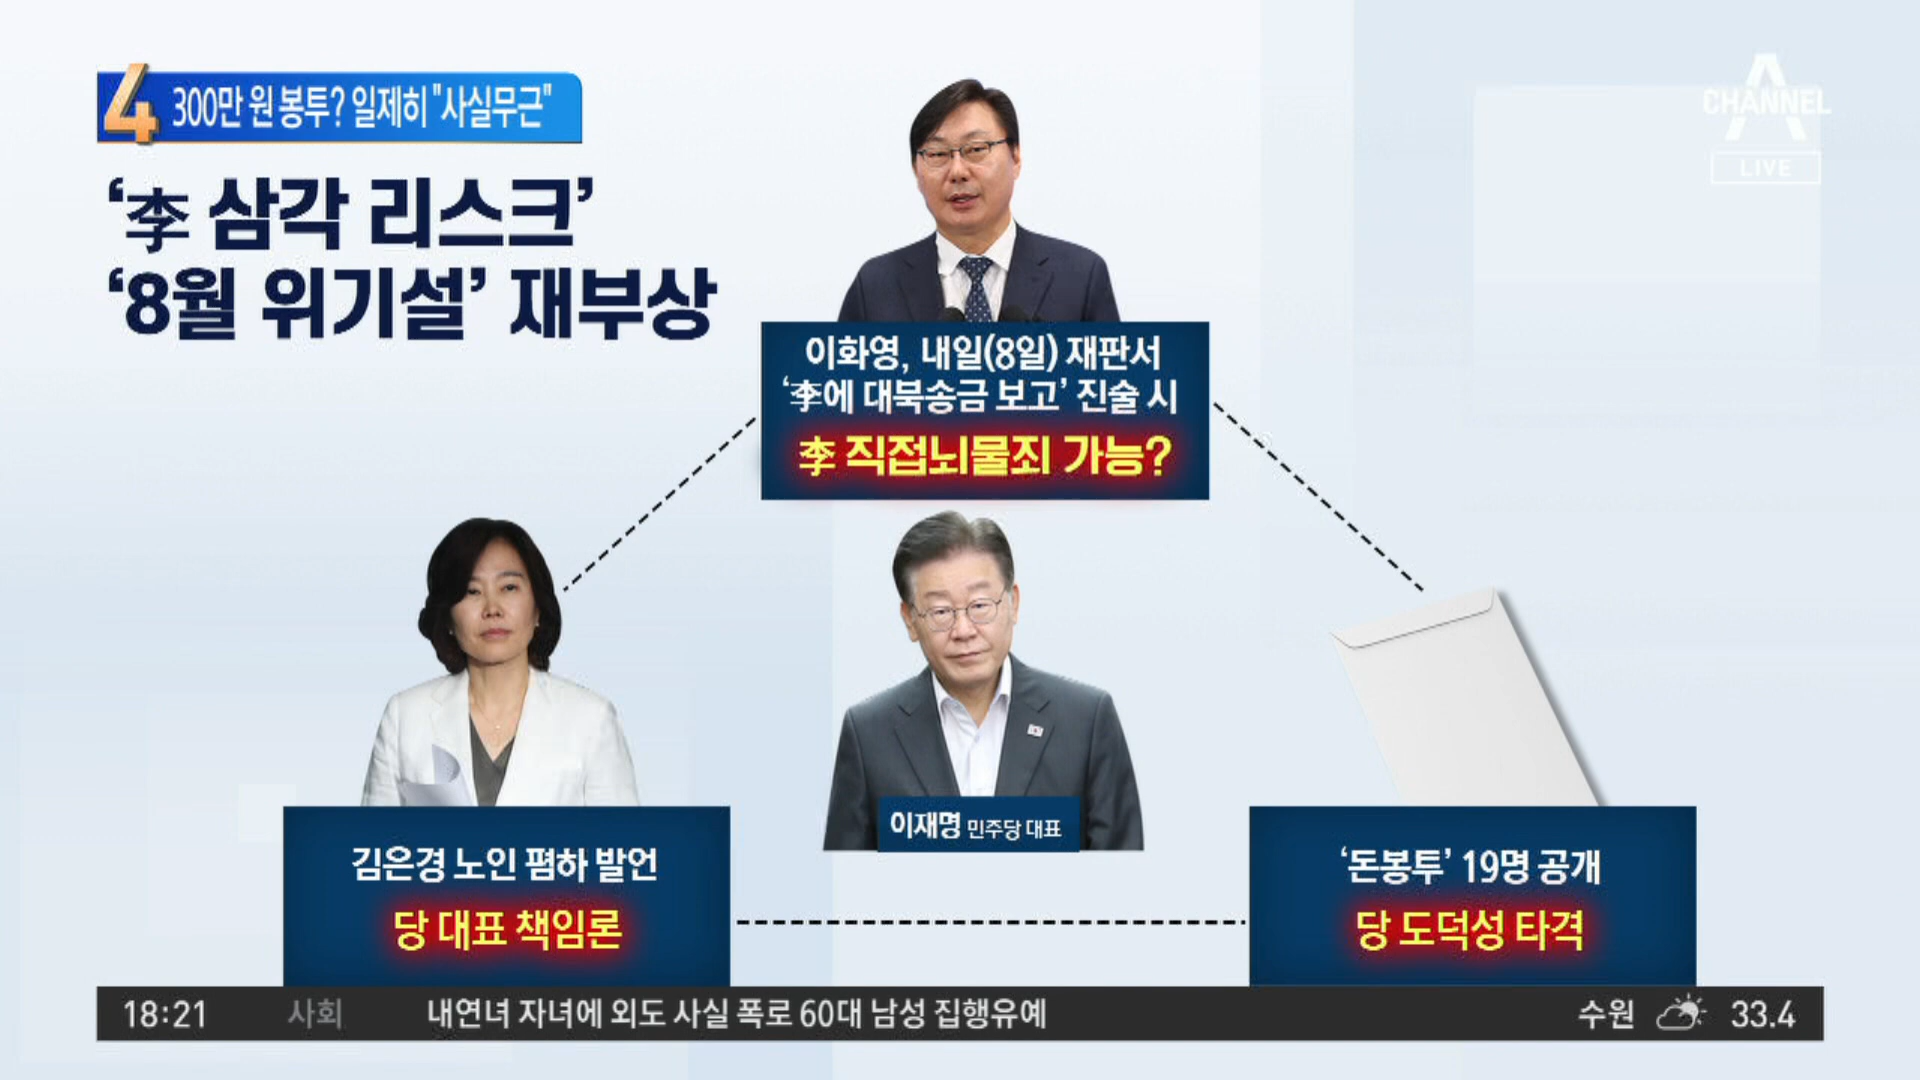 4 300만 원 봉투? 일제히 "사실무근"
CHANNEL A
LIVE
‘李 삼각 리스크’
‘8월 위기설’ 재부상
이화영, 내일(8일) 재판서
‘李에 대북송금 보고’ 진술 시
李 직접뇌물죄 가능?
이재명 민주당 대표
김은경 노인 폄하 발언
당 대표 책임론
‘돈봉투’ 19명 공개
당 도덕성 타격
18:21 사회 내연녀 자녀에 외도 사실 폭로 60대 남성 집행유예 수원 33.4